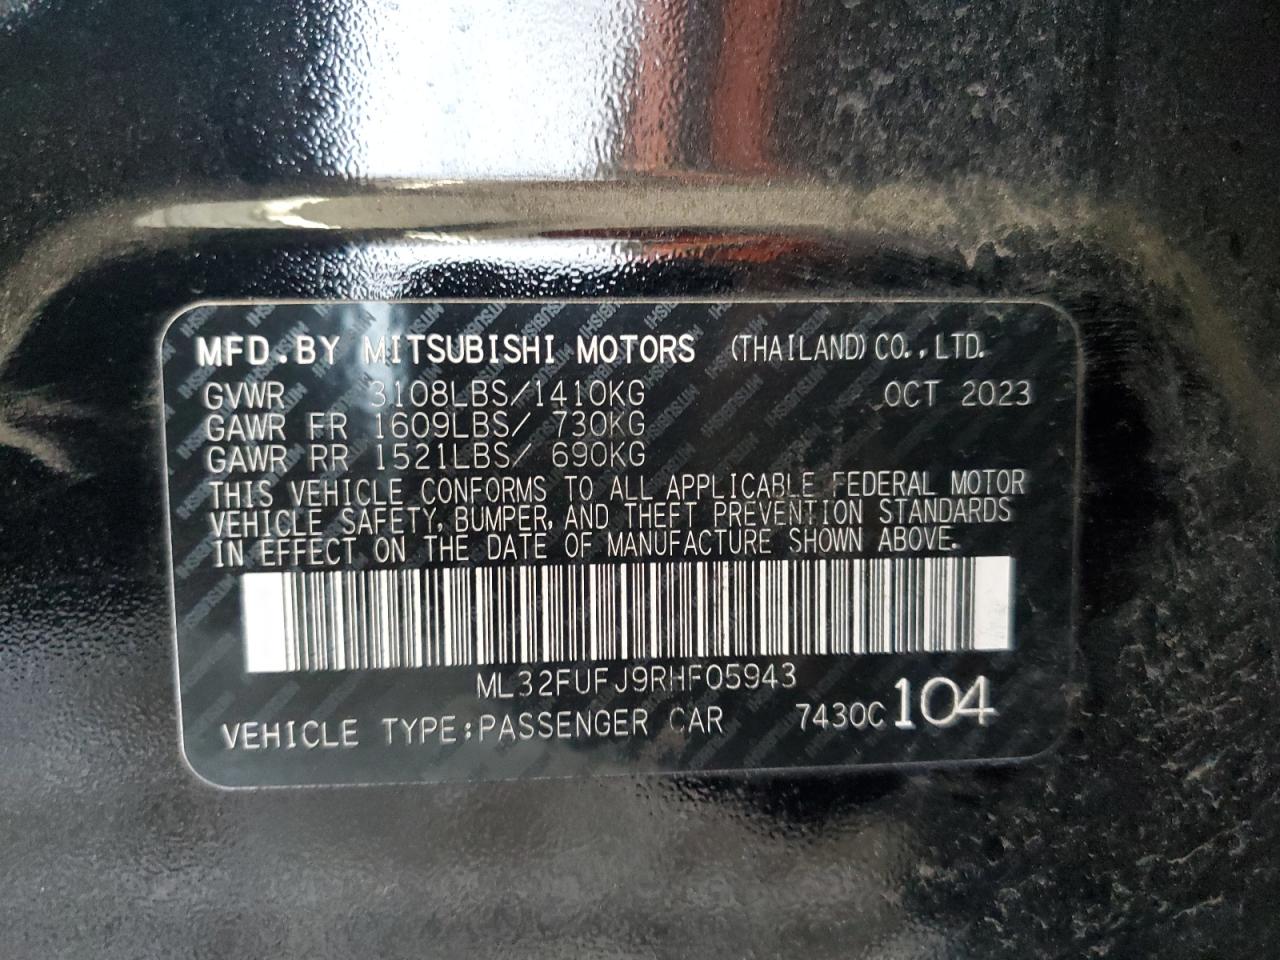 MFD.BY MITSUBISHI MOTORS (THAILAND) CO.,LTD.
GVWR 3108LBS/1410KG OCT 2023
GAWR FR 1609LBS/ 730KG
GAWR RR 1521LBS/ 690KG
THIS VEHICLE CONFORMS TO ALL APPLICABLE FEDERAL MOTOR
VEHICLE SAFETY, BUMPER, AND THEFT PREVENTION STANDARDS
IN EFFECT ON THE DATE OF MANUFACTURE SHOWN ABOVE.
ML32FUFJ9RHF05943
VEHICLE TYPE:PASSENGER CAR 7430C 104